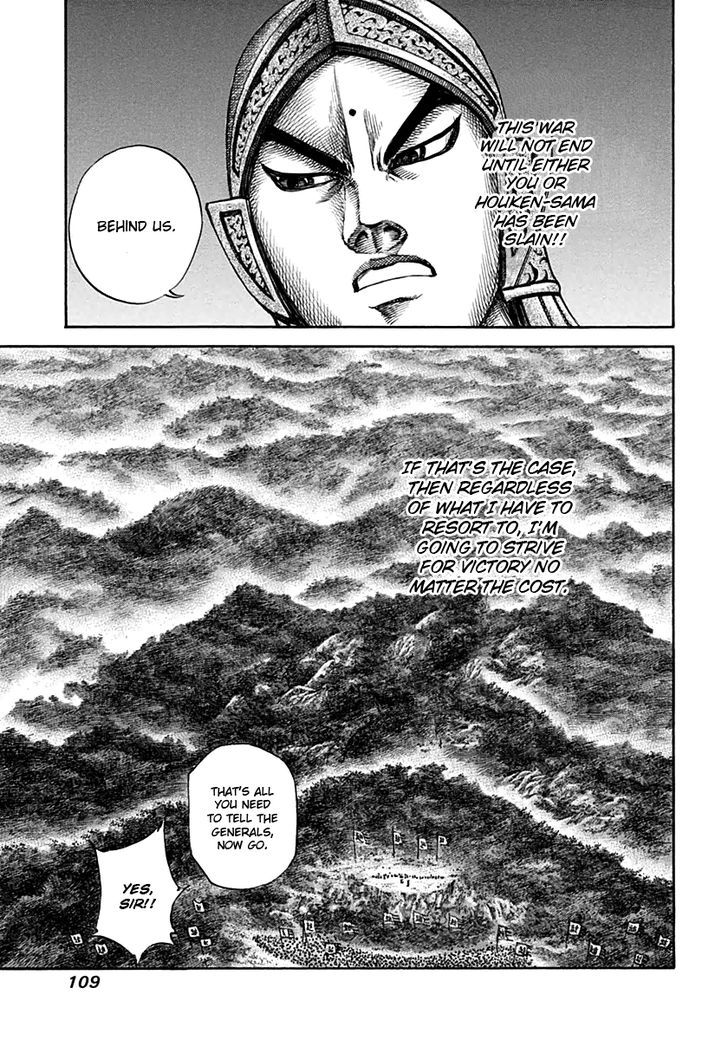 THIS WAR
WILL NOT END
UNTIL EITHER
YOU OR
HOUKEN-SAMA
HAS BEEN
SLAIN!!
BEHIND US.
IF THAT'S THE CASE,
THEN REGARDLESS
OF WHAT I HAVE TO
RESORT TO, I'M
GOING TO STRIVE
FOR VICTORY NO
MATTER THE COST.
THAT'S ALL
YOU NEED
TO TELL THE
GENERALS,
NOW GO.
YES,
SIR!!
109